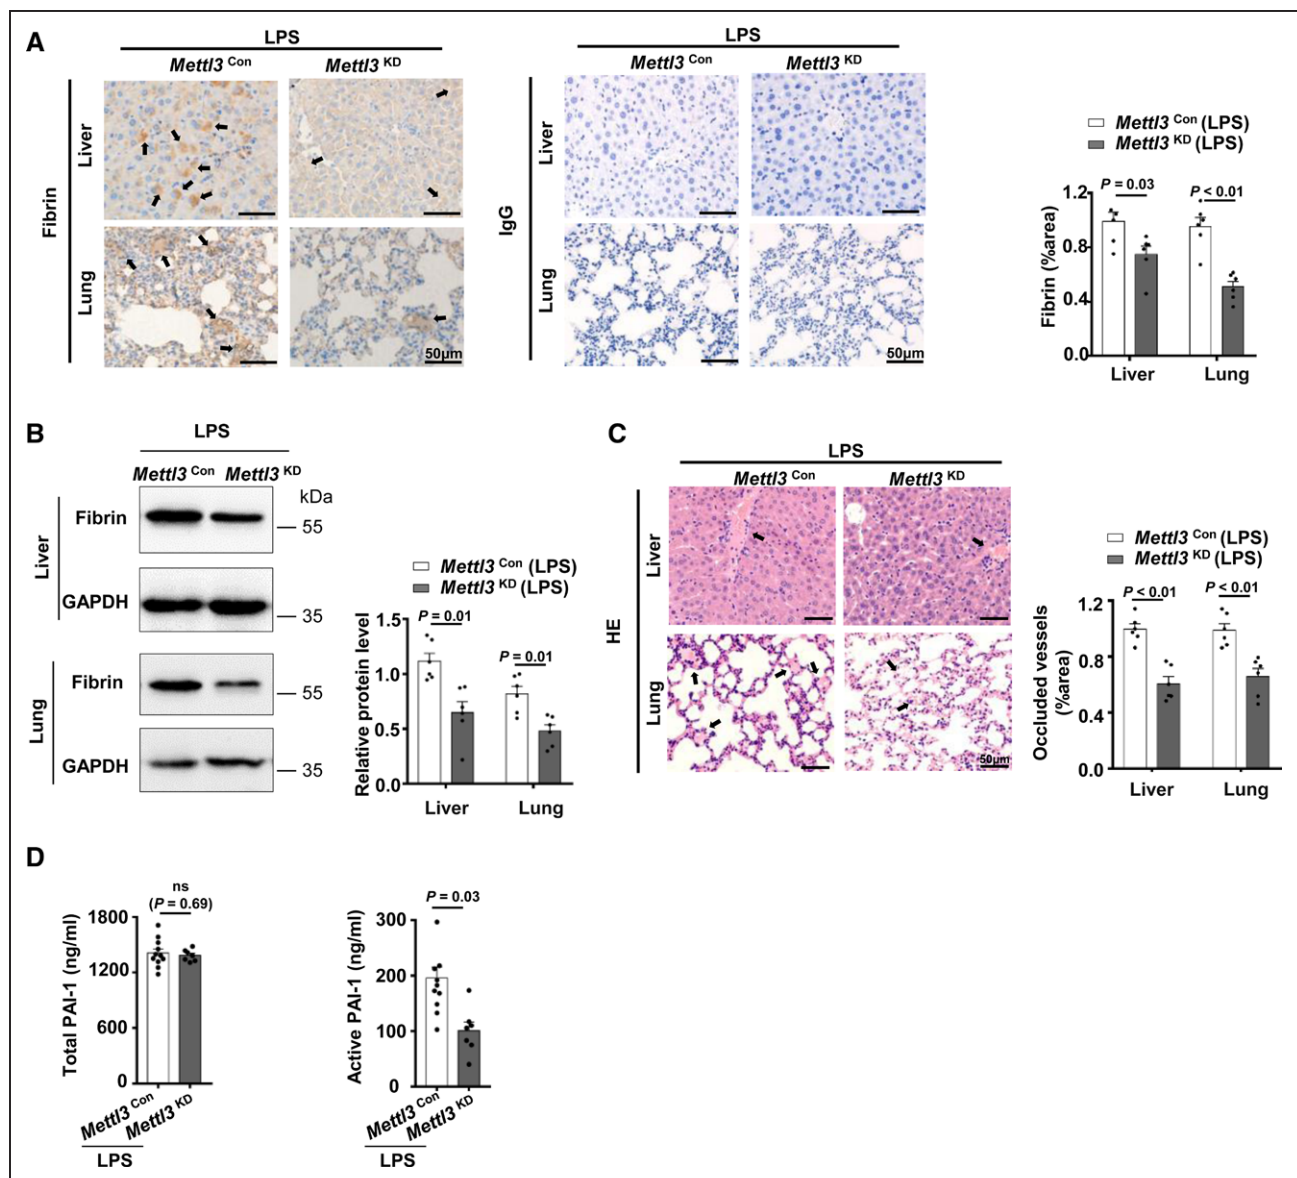 A
LPS
Mettl3 Con
Mettl3 KD
Fibrin
Liver
Lung
50μm
LPS
Mettl3 Con
Mettl3 KD
IgG
Liver
Lung
50μm
Mettl3 Con (LPS)
Mettl3 KD (LPS)
P = 0.03
P < 0.01
Fibrin (%area)
1.2
0.8
0.4
0.0
Liver
Lung
B
LPS
Mettl3 Con
Mettl3 KD
kDa
Liver
Fibrin
55
GAPDH
35
Lung
Fibrin
55
GAPDH
35
Mettl3 Con (LPS)
Mettl3 KD (LPS)
P = 0.01
P = 0.01
Relative protein level
1.5
1.0
0.5
0.0
Liver
Lung
C
LPS
Mettl3 Con
Mettl3 KD
HE
Liver
Lung
50μm
Mettl3 Con (LPS)
Mettl3 KD (LPS)
P < 0.01
P < 0.01
Occluded vessels
(%area)
1.2
0.8
0.4
0.0
Liver
Lung
D
ns
(P = 0.69)
Total PAI-1 (ng/ml)
1800
1200
600
0
Mettl3 Con
Mettl3 KD
LPS
P = 0.03
Active PAI-1 (ng/ml)
300
200
100
0
Mettl3 Con
Mettl3 KD
LPS